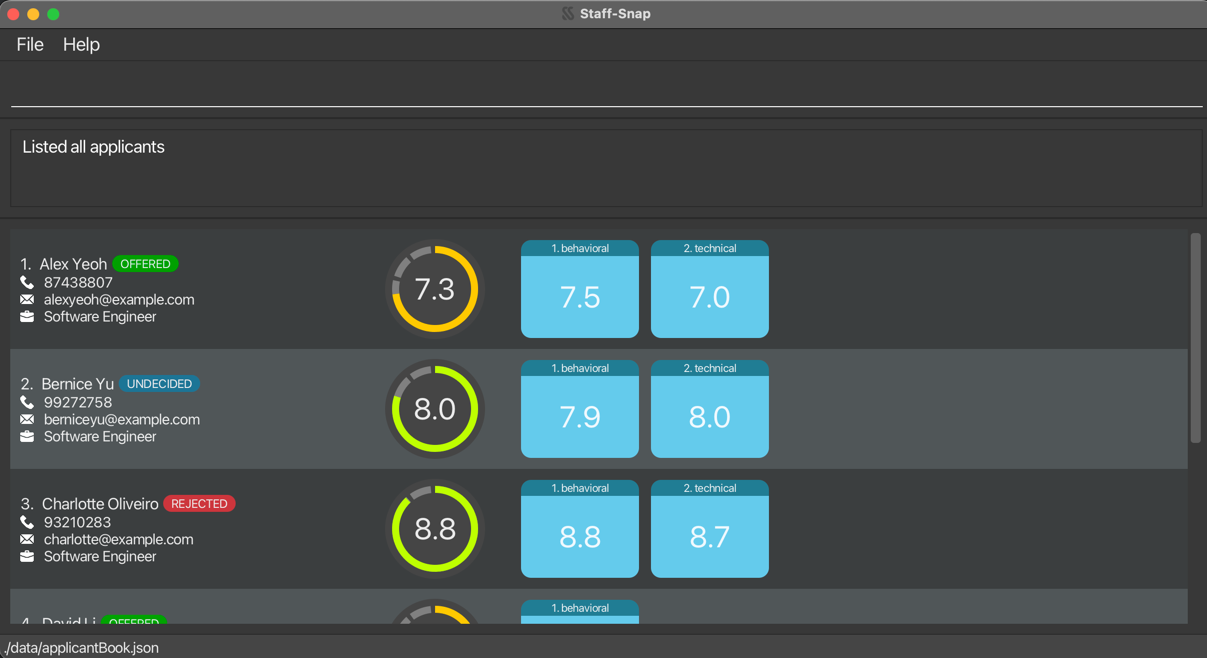 Staff-Snap
File Help
Listed all applicants
1. Alex Yeoh OFFERED
87438807
alexyeoh@example.com
Software Engineer
7.3
1. behavioral
7.5
2. technical
7.0
2. Bernice Yu UNDECIDED
99272758
berniceyu@example.com
Software Engineer
8.0
1. behavioral
7.9
2. technical
8.0
3. Charlotte Oliveiro REJECTED
93210283
charlotte@example.com
Software Engineer
8.8
1. behavioral
8.8
2. technical
8.7
4. David Li OFFERED
1. behavioral
./data/applicantBook.json